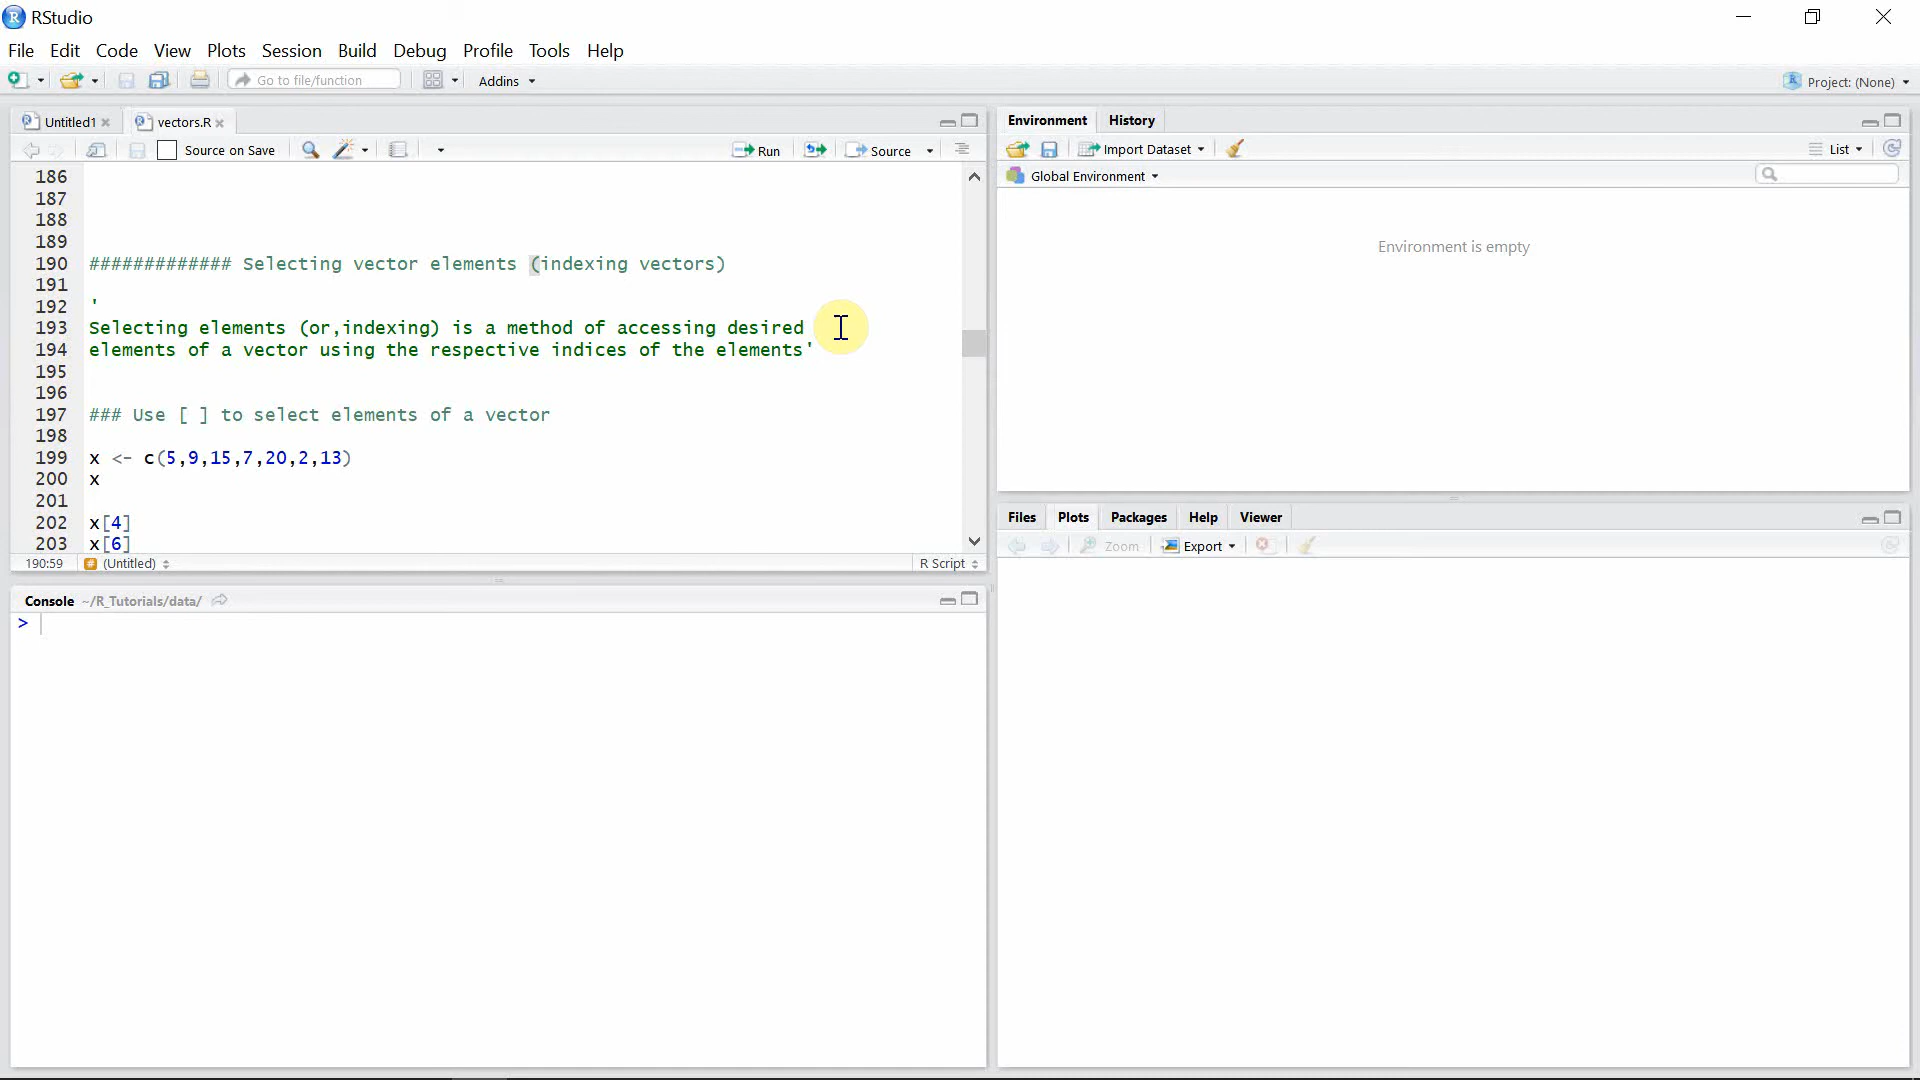 RStudio
File Edit Code View Plots Session Build Debug Profile Tools Help
Go to file/function Addins Project: (None)
Untitled1 vectors.R
Source on Save Run Source
186
187
188
189
190 ############# Selecting vector elements (indexing vectors)
191
192 '
193 Selecting elements (or,indexing) is a method of accessing desired
194 elements of a vector using the respective indices of the elements'
195
196
197 ### Use [ ] to select elements of a vector
198
199 x <- c(5,9,15,7,20,2,13)
200 x
201
202 x[4]
203 x[6]
190:59 # (Untitled) R Script
Console ~/R_Tutorials/data/
>
Environment History
Import Dataset List
Global Environment
Environment is empty
Files Plots Packages Help Viewer
Zoom Export